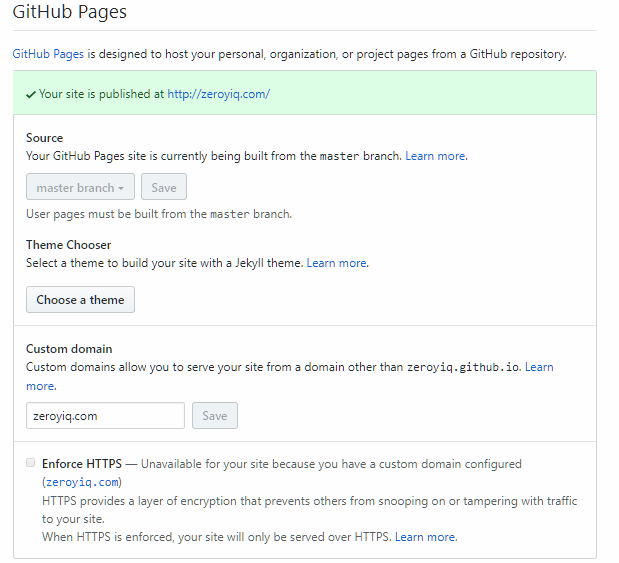 GitHub Pages
GitHub Pages is designed to host your personal, organization, or project pages from a GitHub repository.
Your site is published at http://zeroyiq.com/
Source
Your GitHub Pages site is currently being built from the master branch. Learn more.
master branch
Save
User pages must be built from the master branch.
Theme Chooser
Select a theme to build your site with a Jekyll theme. Learn more.
Choose a theme
Custom domain
Custom domains allow you to serve your site from a domain other than zeroyiq.github.io. Learn
more.
zeroyiq.com
Save
Enforce HTTPS — Unavailable for your site because you have a custom domain configured
(zeroyiq.com)
HTTPS provides a layer of encryption that prevents others from snooping on or tampering with traffic
to your site.
When HTTPS is enforced, your site will only be served over HTTPS. Learn more.